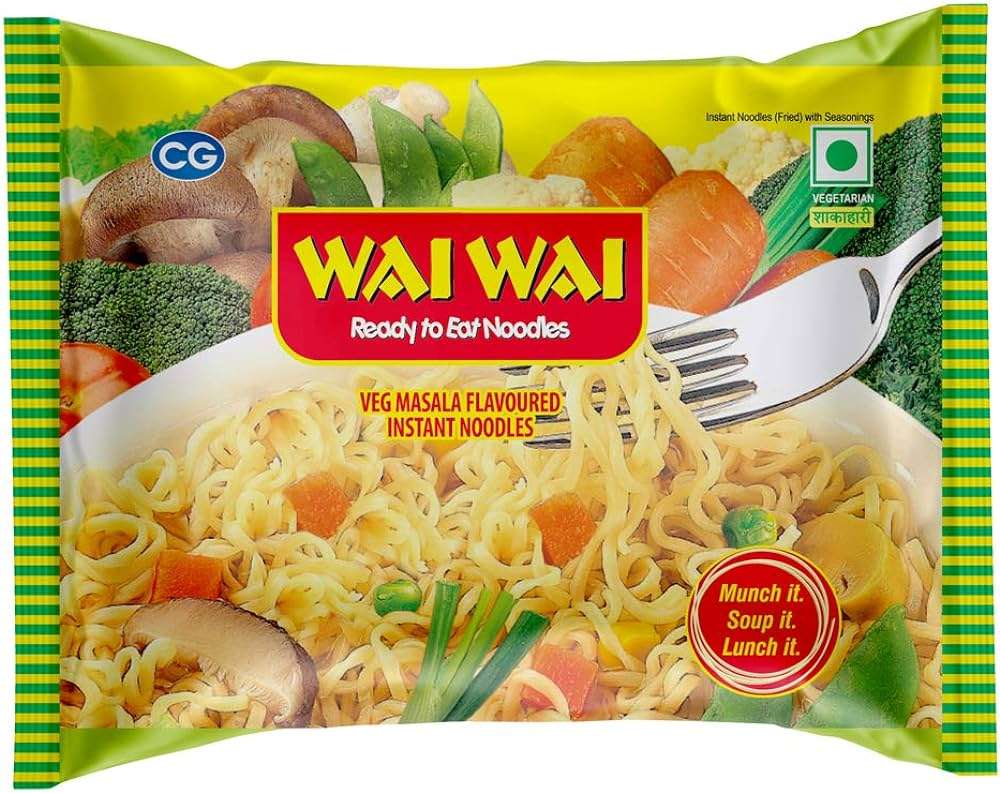 Instant Noodles (Fried) with Seasonings
CG
VEGETARIAN
शाकाहारी
WAI WAI
Ready to Eat Noodles
VEG MASALA FLAVOURED
INSTANT NOODLES
Munch it.
Soup it.
Lunch it.